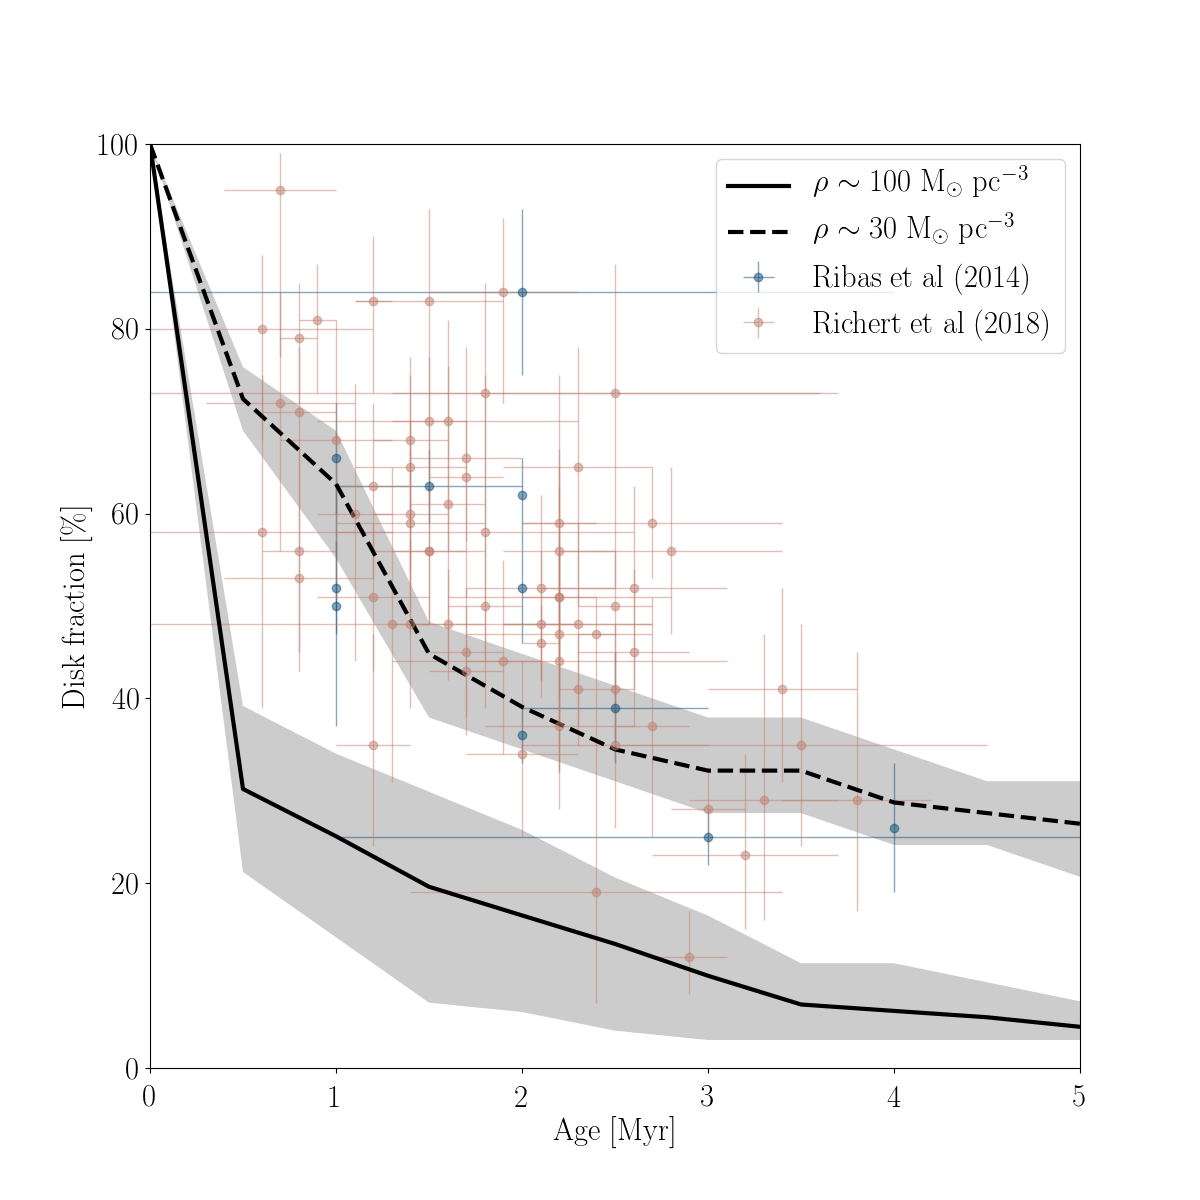 100
80
60
40
20
0
Disk fraction [%]
0 1 2 3 4 5
Age [Myr]
ρ ∼ 100 M⊙ pc⁻³
ρ ∼ 30 M⊙ pc⁻³
Ribas et al (2014)
Richert et al (2018)